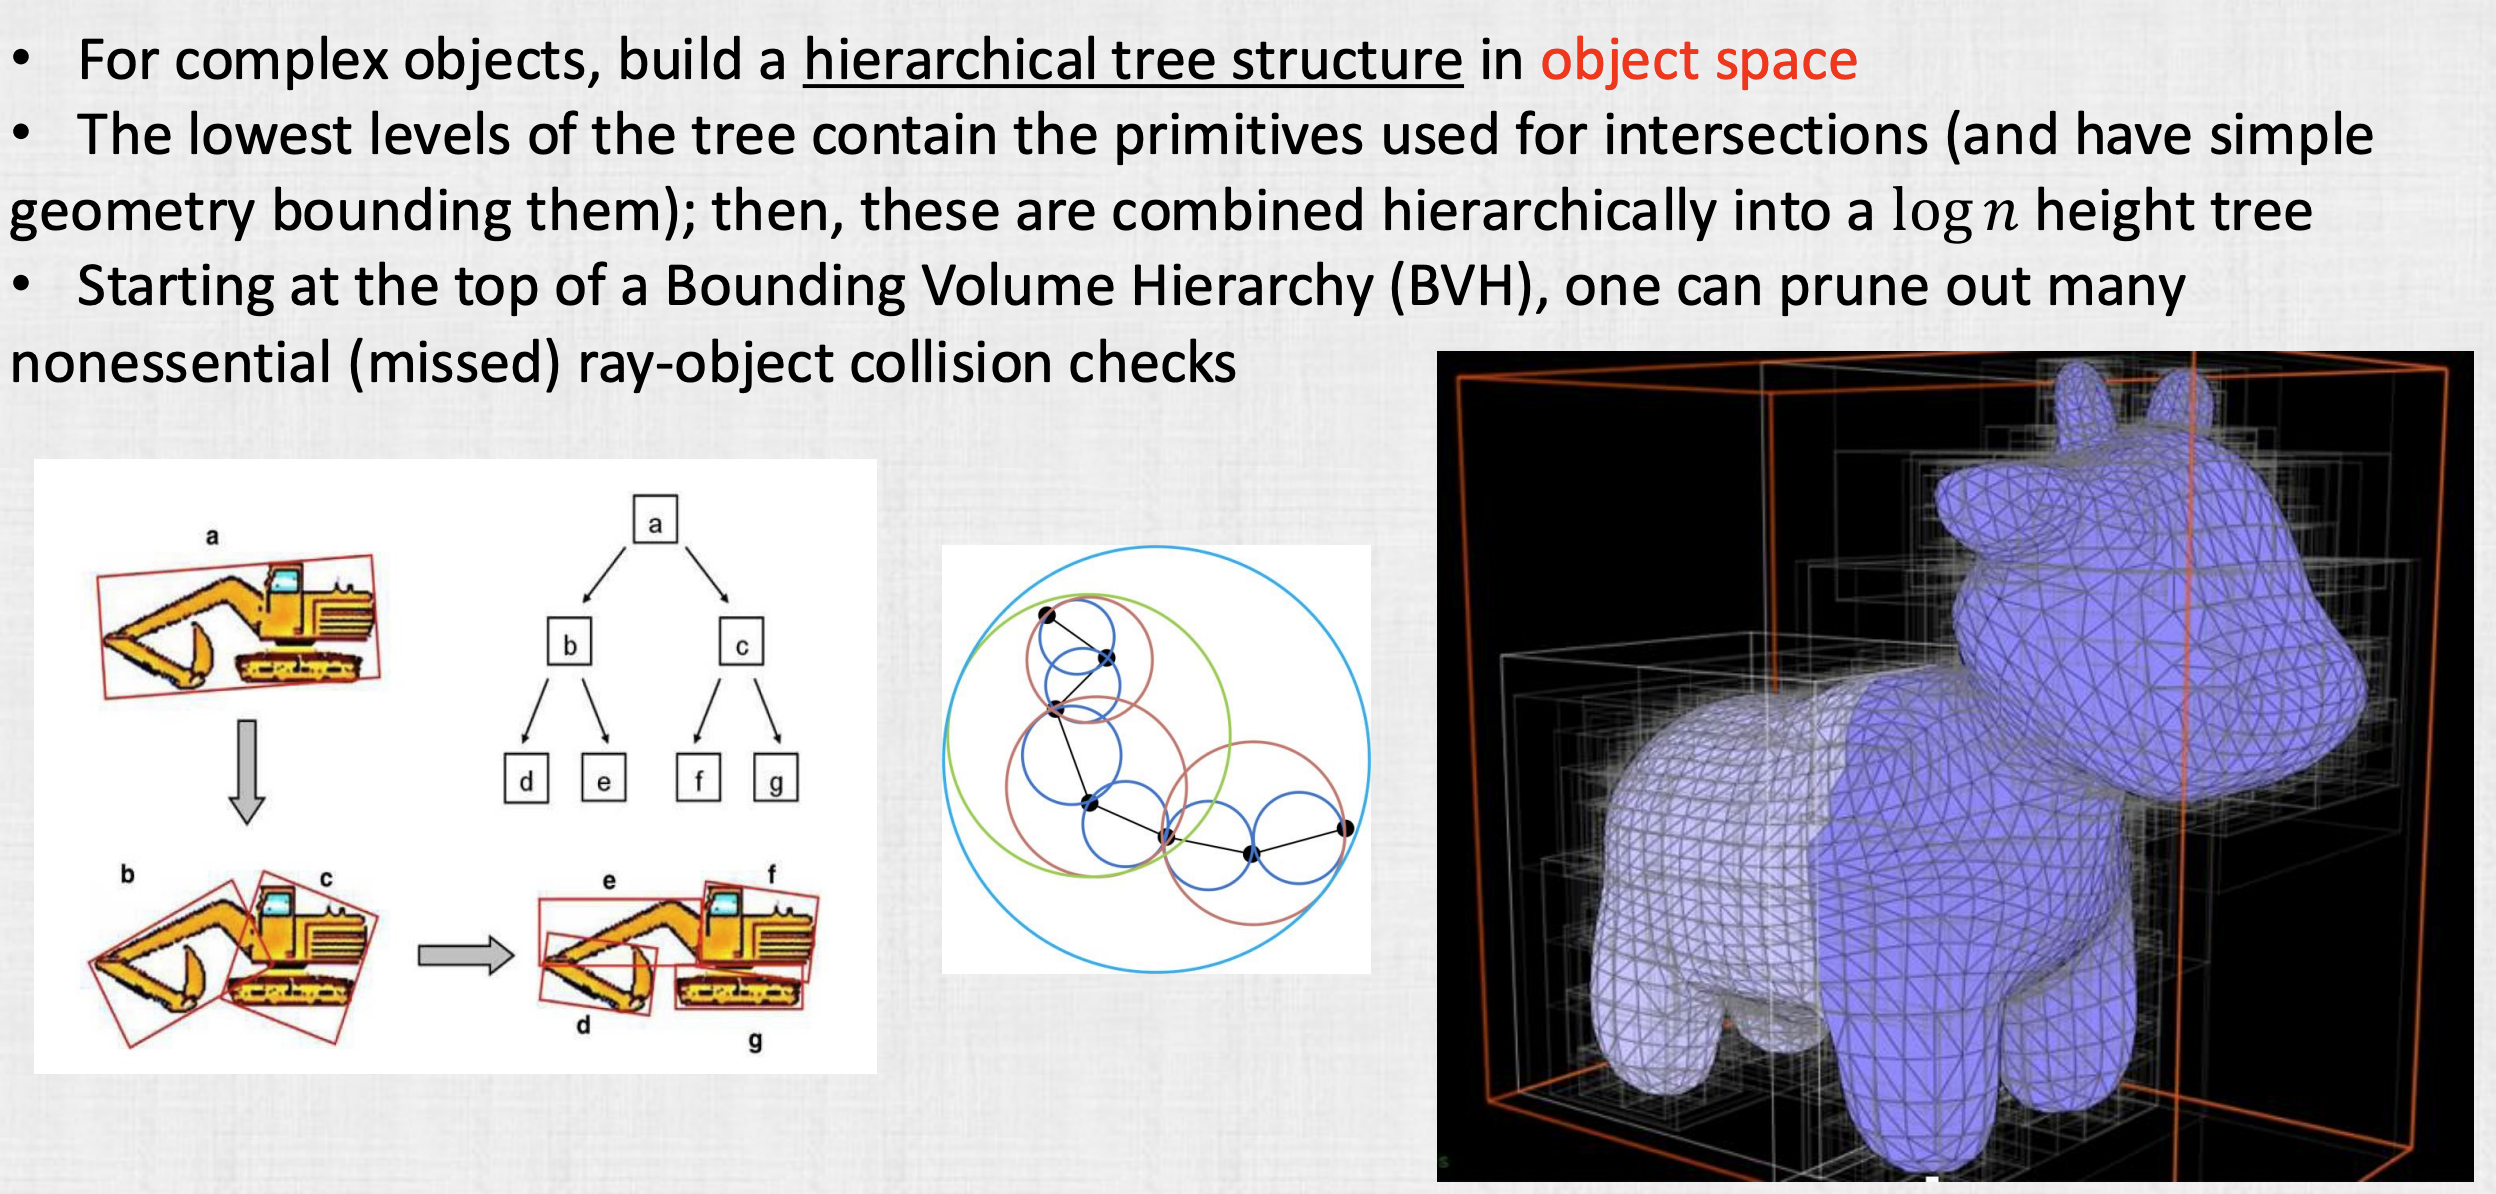 • For complex objects, build a hierarchical tree structure in object space
• The lowest levels of the tree contain the primitives used for intersections (and have simple
geometry bounding them); then, these are combined hierarchically into a log n height tree
• Starting at the top of a Bounding Volume Hierarchy (BVH), one can prune out many
nonessential (missed) ray-object collision checks
a
a
b c
d e f g
b c
e f
d
g